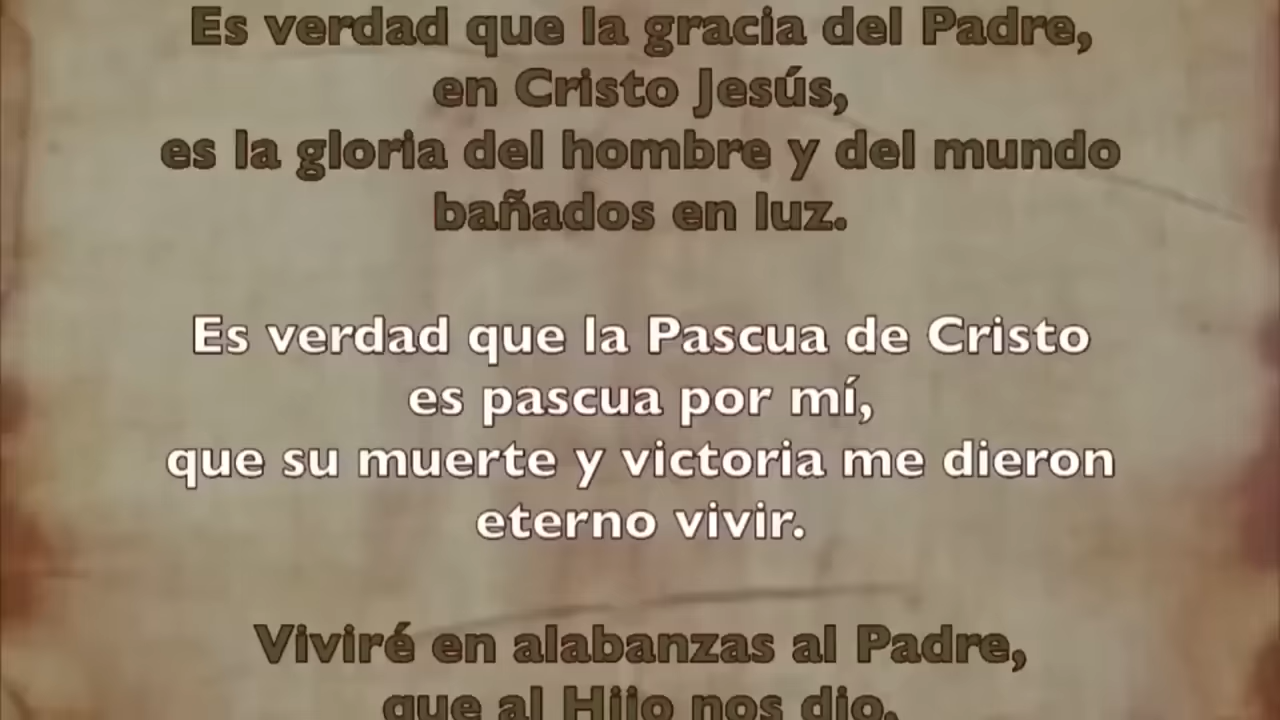 Es verdad que la gracia del Padre,
en Cristo Jesús,
es la gloria del hombre y del mundo
bañados en luz.
Es verdad que la Pascua de Cristo
es pascua por mí,
que su muerte y victoria me dieron
eterno vivir.
Viviré en alabanzas al Padre,
que al Hijo nos dio,